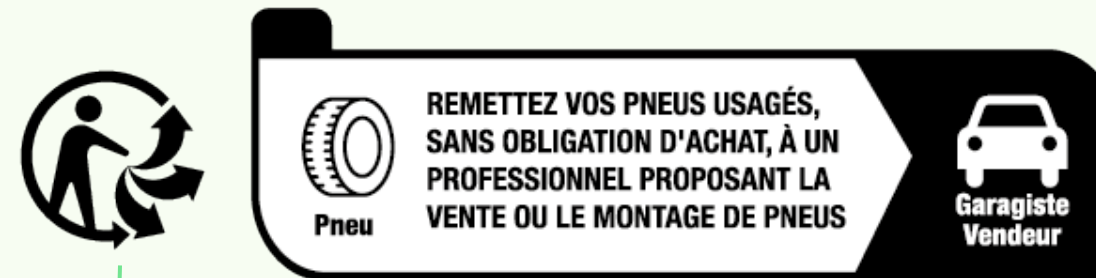 REMETTEZ VOS PNEUS USAGÉS,
SANS OBLIGATION D'ACHAT, À UN
PROFESSIONNEL PROPOSANT LA
VENTE OU LE MONTAGE DE PNEUS
Pneu
Garagiste
Vendeur